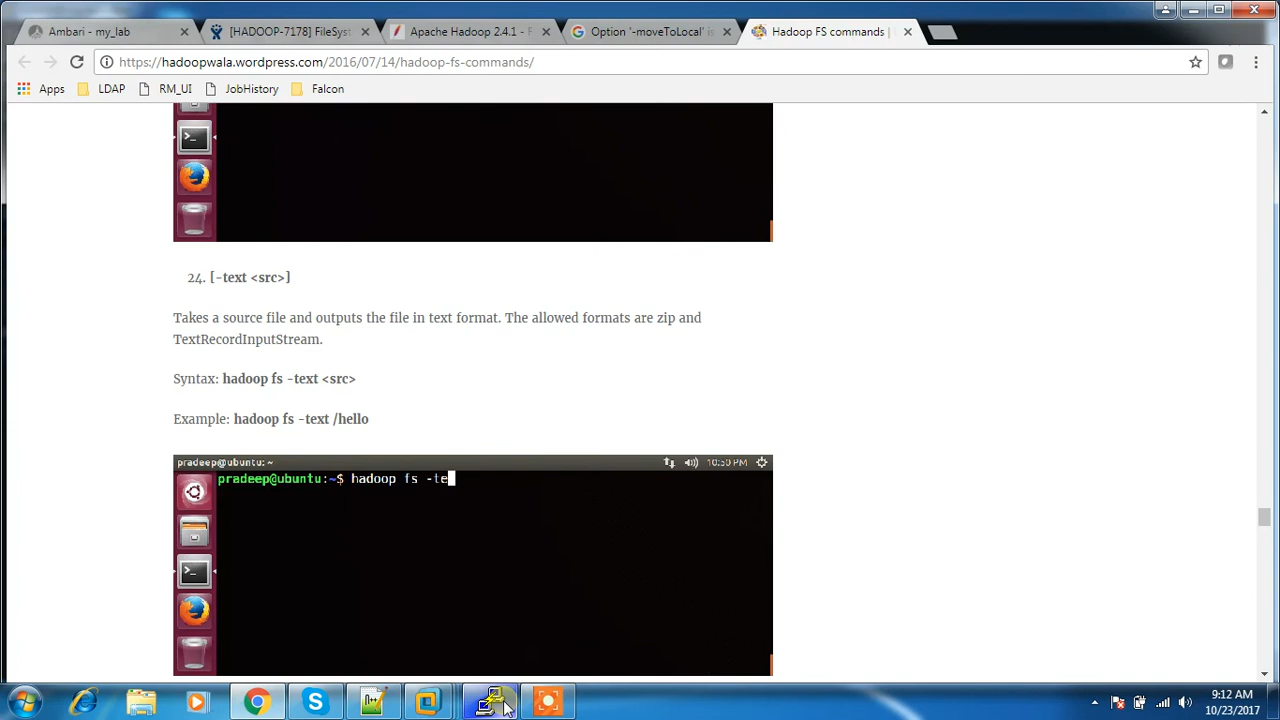 Ambari - my_lab
[HADOOP-7178] FileSyst
Apache Hadoop 2.4.1 - F
Option '-moveToLocal' is
Hadoop FS commands |
https://hadoopwala.wordpress.com/2016/07/14/hadoop-fs-commands/
Apps
LDAP
RM_UI
JobHistory
Falcon
24. [-text <src>]
Takes a source file and outputs the file in text format. The allowed formats are zip and
TextRecordInputStream.
Syntax: hadoop fs -text <src>
Example: hadoop fs -text /hello
pradeep@ubuntu: ~
10:50 PM
pradeep@ubuntu:~$ hadoop fs -te
9:12 AM
10/23/2017